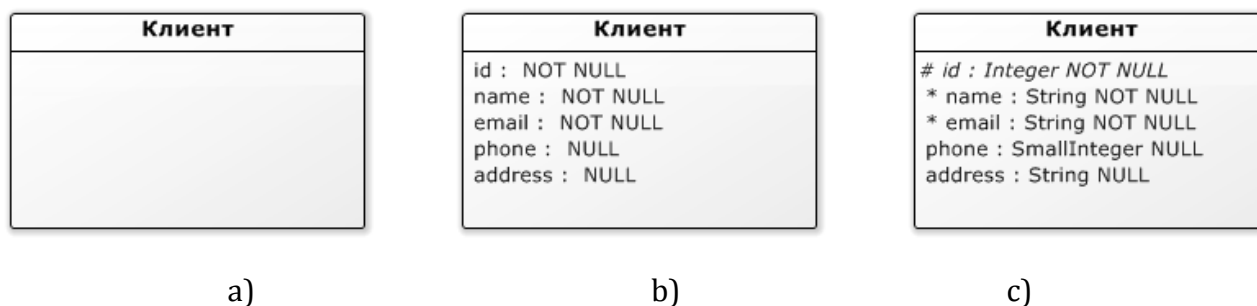 Клиент
Клиент
id : NOT NULL
name : NOT NULL
email : NOT NULL
phone : NULL
address : NULL
Клиент
# id : Integer NOT NULL
* name : String NOT NULL
* email : String NOT NULL
phone : SmallInteger NULL
address : String NULL
a)
b)
c)